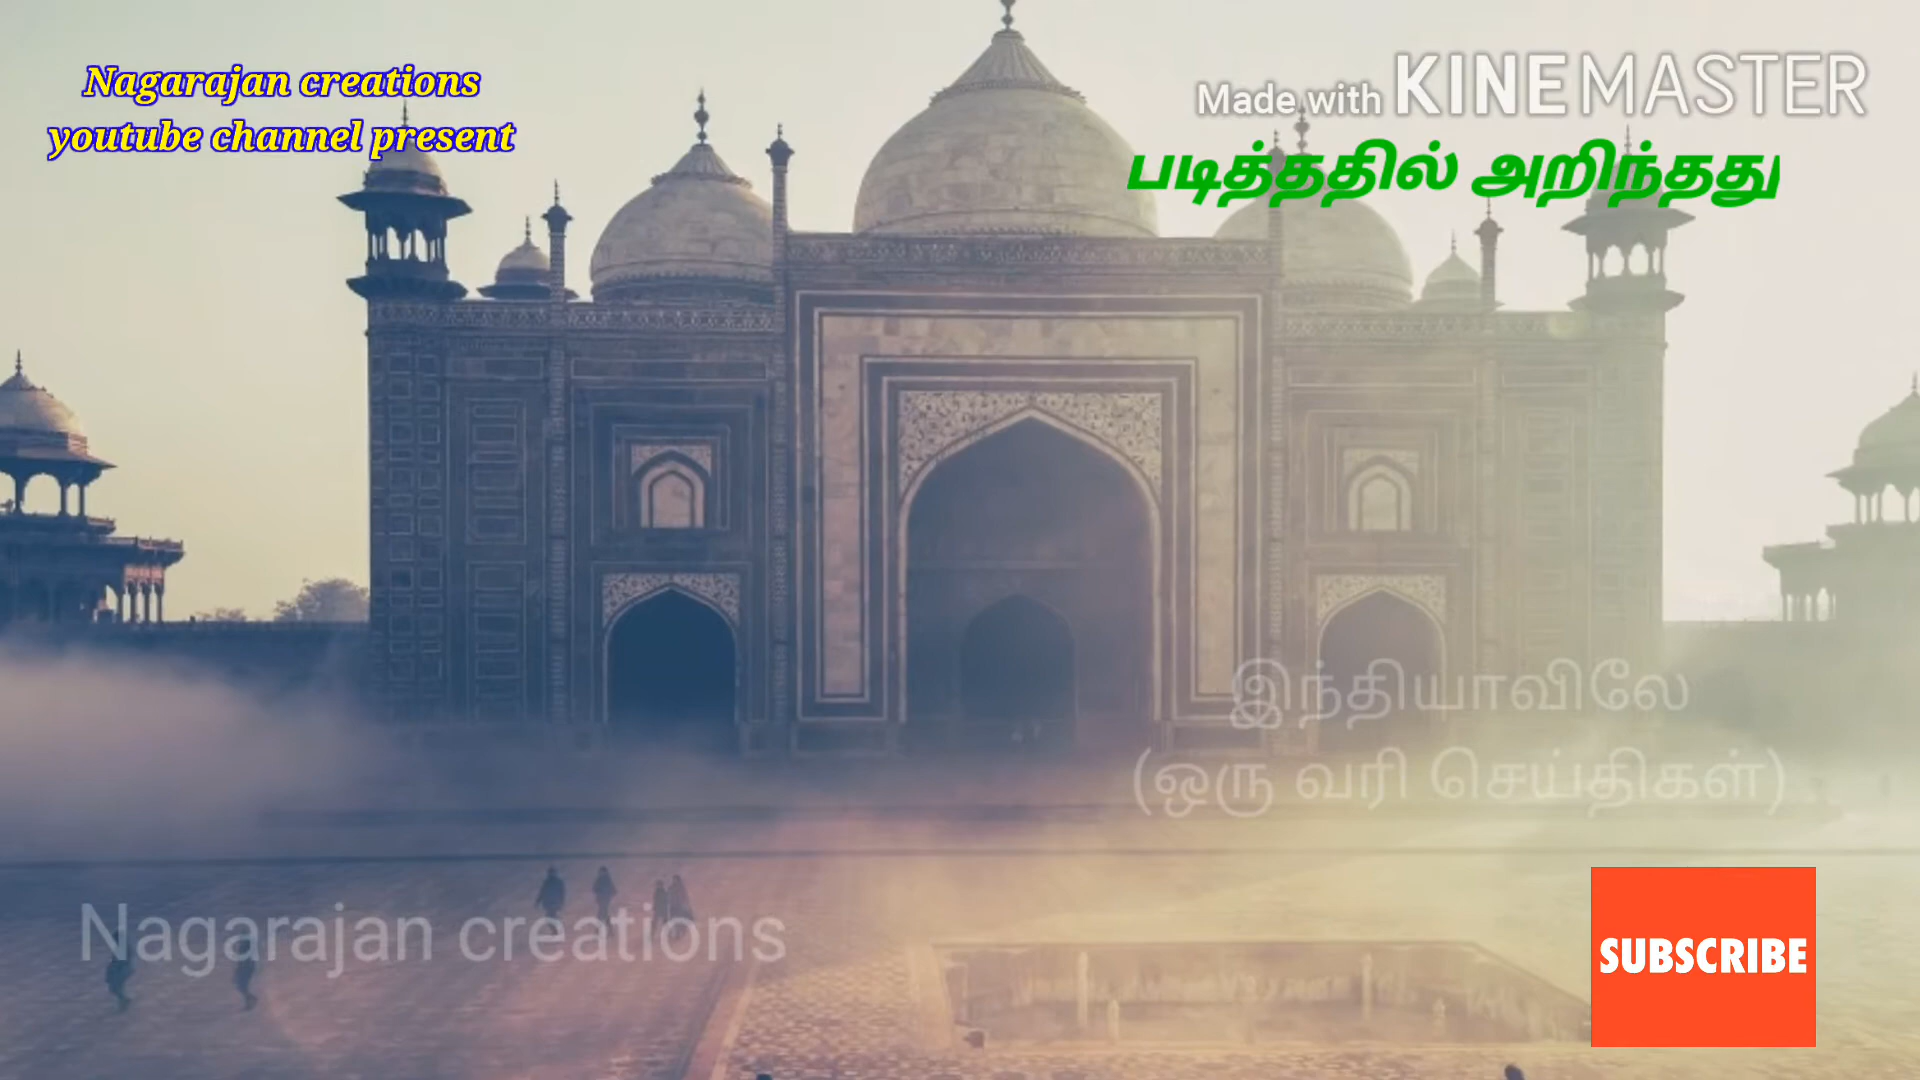 Nagarajan creations
youtube channel present
Made with KINEMASTER
படித்ததில் அறிந்தது
இந்தியாவிலே
(ஒரு வரி செய்திகள்)
Nagarajan creations
SUBSCRIBE